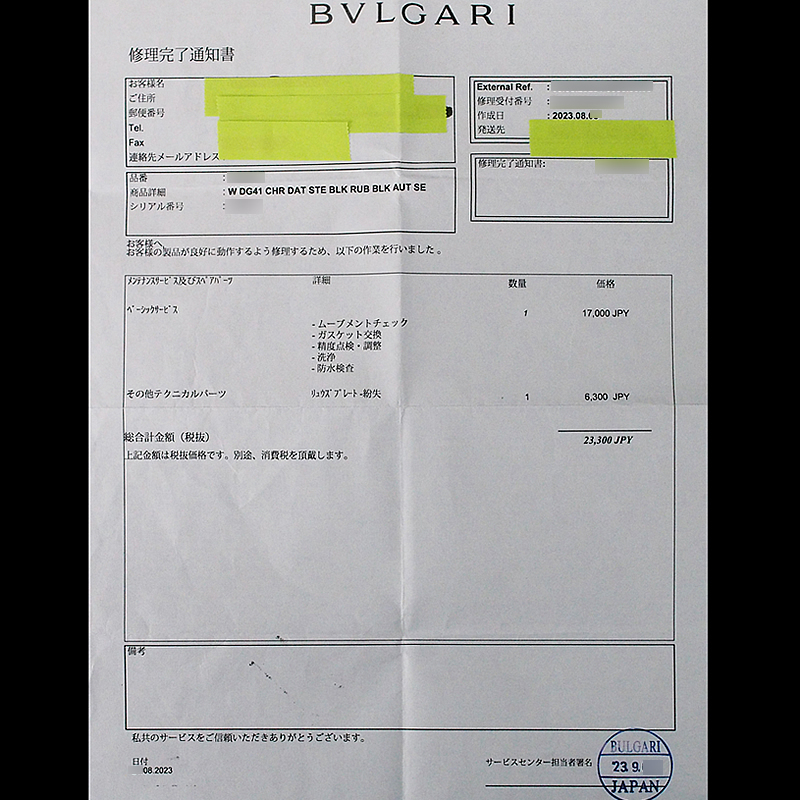 BVLGARI
修理完了通知書
お客様名
ご住所
郵便番号
Tel.
Fax
連絡先メールアドレス
External Ref. :
修理受付番号 :
作成日 : 2023.08.
発送先
修理完了通知書:
品番 :
商品詳細 : W DG41 CHR DAT STE BLK RUB BLK AUT SE
シリアル番号 :
お客様へ、
お客様の製品が良好に動作するよう修理するため、以下の作業を行いました 。
ﾒﾝﾃﾅﾝｽｻｰﾋﾞｽ及びｽﾍﾟｱﾊﾟｰﾂ 詳細 数量 価格
ﾍﾞｰｼｯｸｻｰﾋﾞｽ 1 17,000 JPY
- ムーブメントチェック
- ガスケット交換
- 精度点検・調整
- 洗浄
- 防水検査
その他テクニカルパーツ ﾘｭｳｽﾞﾌﾟﾚｰﾄ-紛失 1 6,300 JPY
総合計金額（税抜） 23,300 JPY
上記金額は税抜価格です。別途、消費税を頂戴します。
備考
私共のサービスをご信頼いただきありがとうございます。
日付
08.2023
サービスセンター担当者署名
BULGARI
'23.9.
JAPAN